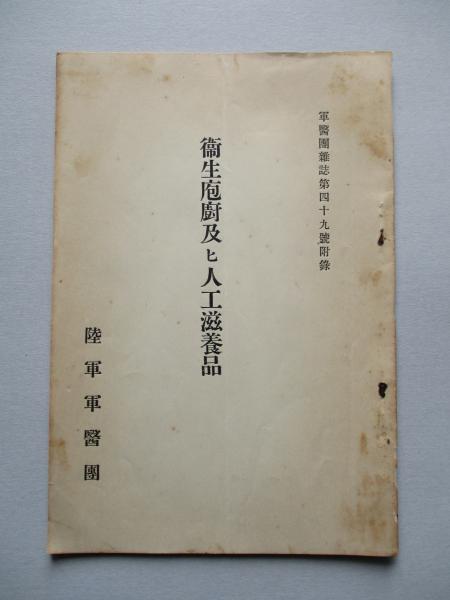 軍醫團雜誌第四十九號附錄
衞生庖廚及ヒ人工滋養品
陸軍軍醫團